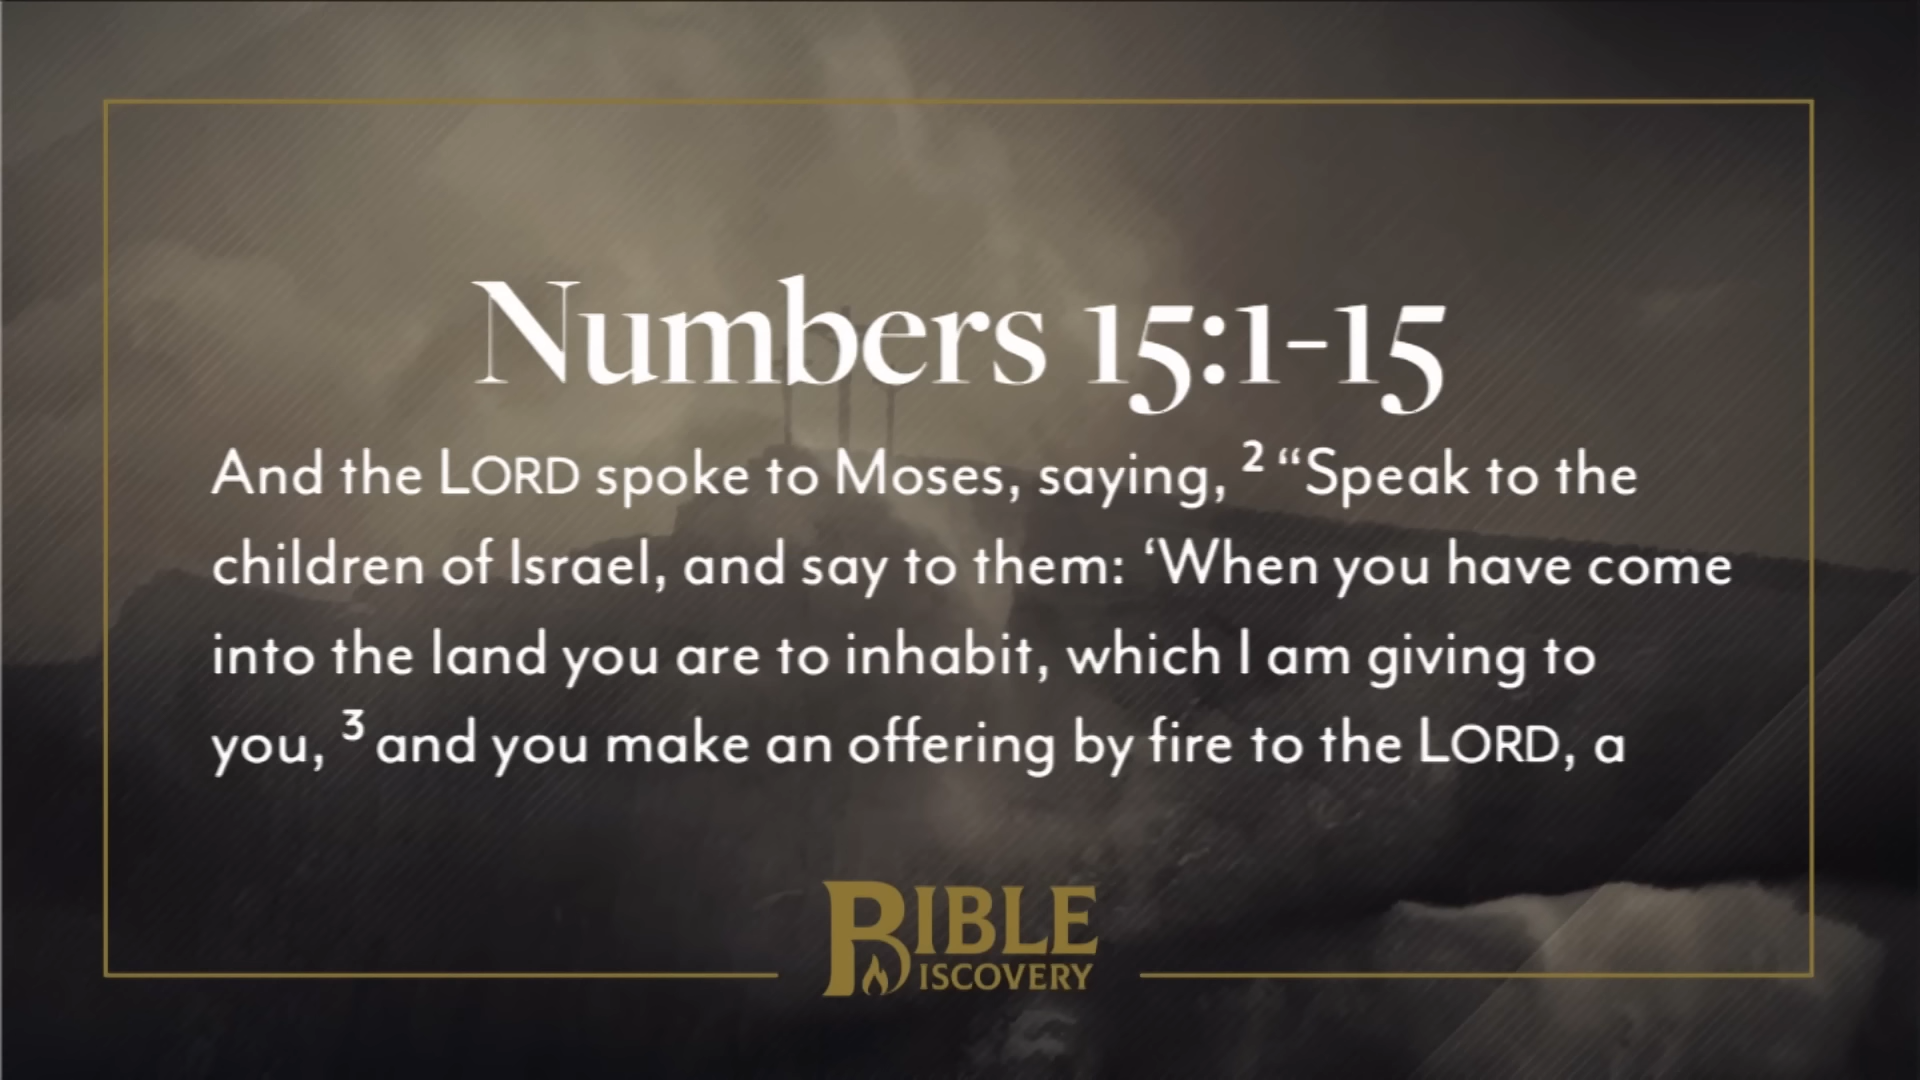 Numbers 15:1-15
And the LORD spoke to Moses, saying, ² “Speak to the
children of Israel, and say to them: ‘When you have come
into the land you are to inhabit, which I am giving to
you, ³ and you make an offering by fire to the LORD, a
BIBLE
DISCOVERY